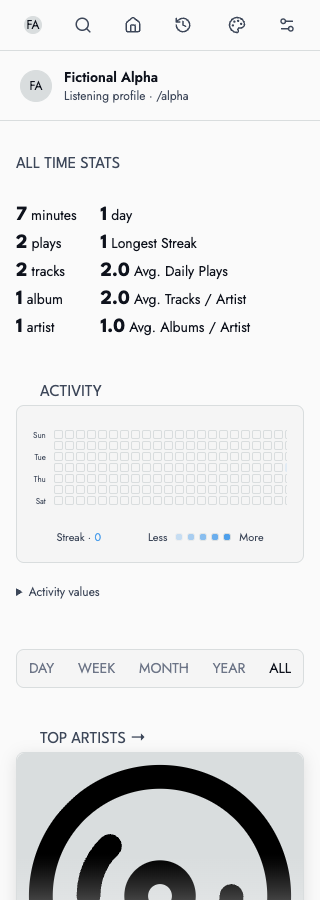 FA
FA
Fictional Alpha
Listening profile · /alpha
ALL TIME STATS
7 minutes
1 day
2 plays
1 Longest Streak
2 tracks
2.0 Avg. Daily Plays
1 album
2.0 Avg. Tracks / Artist
1 artist
1.0 Avg. Albums / Artist
ACTIVITY
Sun
Tue
Thu
Sat
Streak · 0
Less
More
▶ Activity values
DAY WEEK MONTH YEAR ALL
TOP ARTISTS →